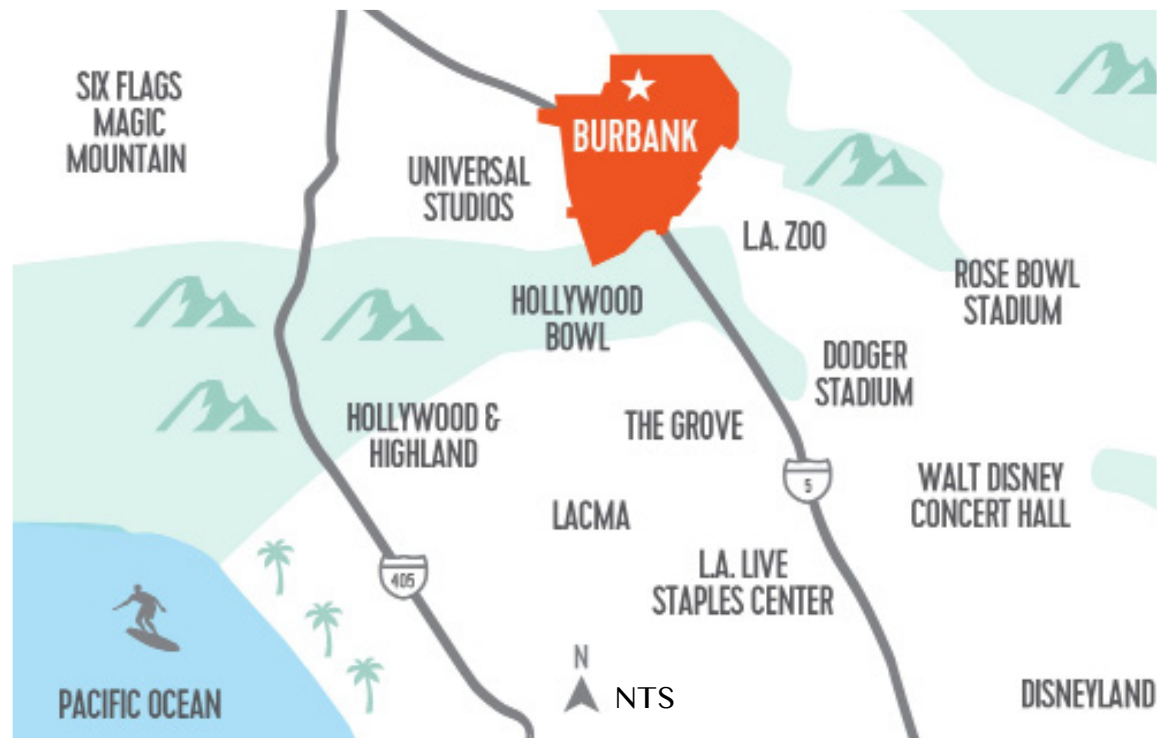 SIX FLAGS
MAGIC
MOUNTAIN
BURBANK
UNIVERSAL
STUDIOS
L.A. ZOO
ROSE BOWL
STADIUM
HOLLYWOOD
BOWL
DODGER
STADIUM
HOLLYWOOD &
HIGHLAND
THE GROVE
5
WALT DISNEY
CONCERT HALL
LACMA
405
L.A. LIVE
STAPLES CENTER
N
NTS
PACIFIC OCEAN
DISNEYLAND